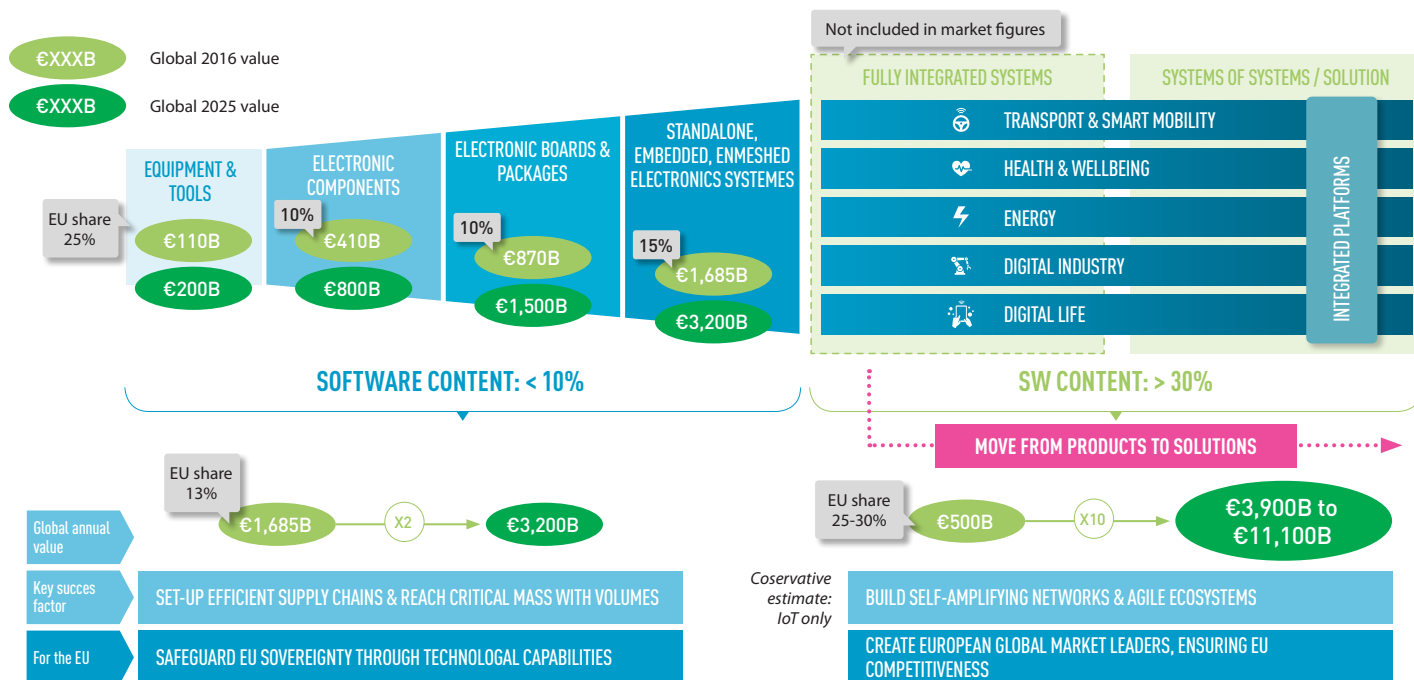 €XXXB
Global 2016 value
€XXXB
Global 2025 value
Not included in market figures
FULLY INTEGRATED SYSTEMS
SYSTEMS OF SYSTEMS / SOLUTION
EQUIPMENT &
TOOLS
ELECTRONIC
COMPONENTS
ELECTRONIC BOARDS &
PACKAGES
STANDALONE,
EMBEDDED, ENMESHED
ELECTRONICS SYSTEMES
EU share
25%
€110B
€200B
10%
€410B
€800B
10%
€870B
€1,500B
15%
€1,685B
€3,200B
TRANSPORT & SMART MOBILITY
HEALTH & WELLBEING
ENERGY
DIGITAL INDUSTRY
DIGITAL LIFE
INTEGRATED PLATFORMS
SOFTWARE CONTENT: < 10%
SW CONTENT: > 30%
MOVE FROM PRODUCTS TO SOLUTIONS
Global annual
value
EU share
13%
€1,685B
X2
€3,200B
EU share
25-30%
€500B
X10
€3,900B to
€11,100B
Key succes
factor
SET-UP EFFICIENT SUPPLY CHAINS & REACH CRITICAL MASS WITH VOLUMES
Coservative
estimate:
IoT only
BUILD SELF-AMPLIFYING NETWORKS & AGILE ECOSYSTEMS
For the EU
SAFEGUARD EU SOVEREIGNTY THROUGH TECHNOLOGAL CAPABILITIES
CREATE EUROPEAN GLOBAL MARKET LEADERS, ENSURING EU
COMPETITIVENESS